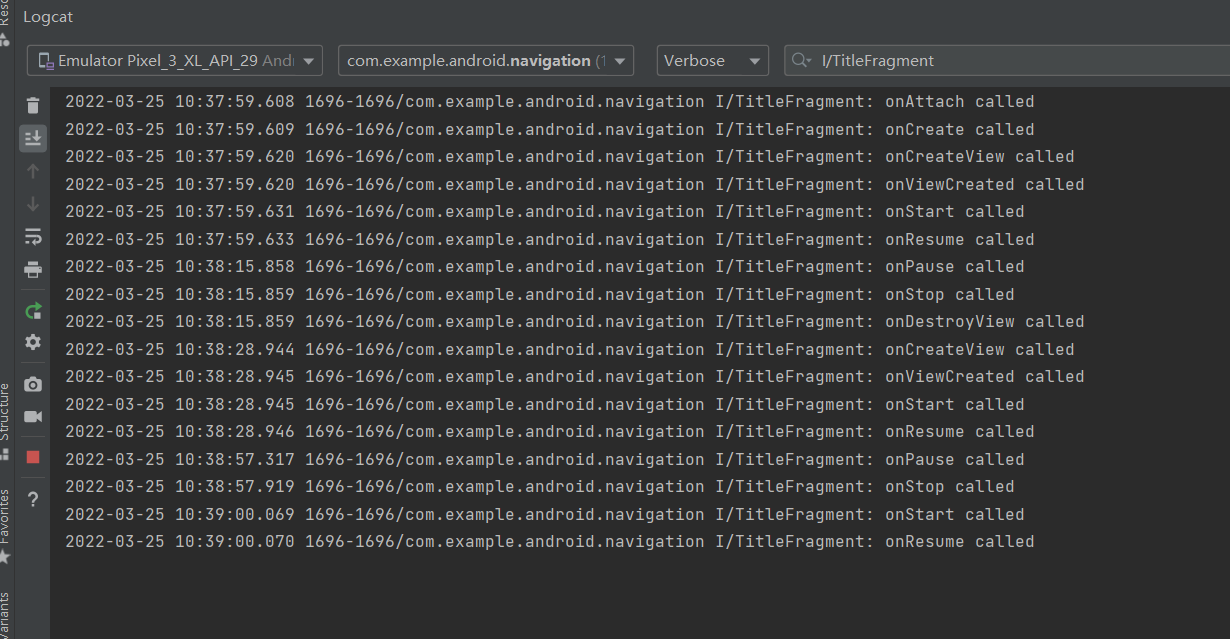 Logcat
Emulator Pixel_3_XL_API_29 Andr
com.example.android.navigation (1
Verbose
I/TitleFragment
2022-03-25 10:37:59.608 1696-1696/com.example.android.navigation I/TitleFragment: onAttach called
2022-03-25 10:37:59.609 1696-1696/com.example.android.navigation I/TitleFragment: onCreate called
2022-03-25 10:37:59.620 1696-1696/com.example.android.navigation I/TitleFragment: onCreateView called
2022-03-25 10:37:59.620 1696-1696/com.example.android.navigation I/TitleFragment: onViewCreated called
2022-03-25 10:37:59.631 1696-1696/com.example.android.navigation I/TitleFragment: onStart called
2022-03-25 10:37:59.633 1696-1696/com.example.android.navigation I/TitleFragment: onResume called
2022-03-25 10:38:15.858 1696-1696/com.example.android.navigation I/TitleFragment: onPause called
2022-03-25 10:38:15.859 1696-1696/com.example.android.navigation I/TitleFragment: onStop called
2022-03-25 10:38:15.859 1696-1696/com.example.android.navigation I/TitleFragment: onDestroyView called
2022-03-25 10:38:28.944 1696-1696/com.example.android.navigation I/TitleFragment: onCreateView called
2022-03-25 10:38:28.945 1696-1696/com.example.android.navigation I/TitleFragment: onViewCreated called
2022-03-25 10:38:28.945 1696-1696/com.example.android.navigation I/TitleFragment: onStart called
2022-03-25 10:38:28.946 1696-1696/com.example.android.navigation I/TitleFragment: onResume called
2022-03-25 10:38:57.317 1696-1696/com.example.android.navigation I/TitleFragment: onPause called
2022-03-25 10:38:57.919 1696-1696/com.example.android.navigation I/TitleFragment: onStop called
2022-03-25 10:39:00.069 1696-1696/com.example.android.navigation I/TitleFragment: onStart called
2022-03-25 10:39:00.070 1696-1696/com.example.android.navigation I/TitleFragment: onResume called
Structure
Favorites